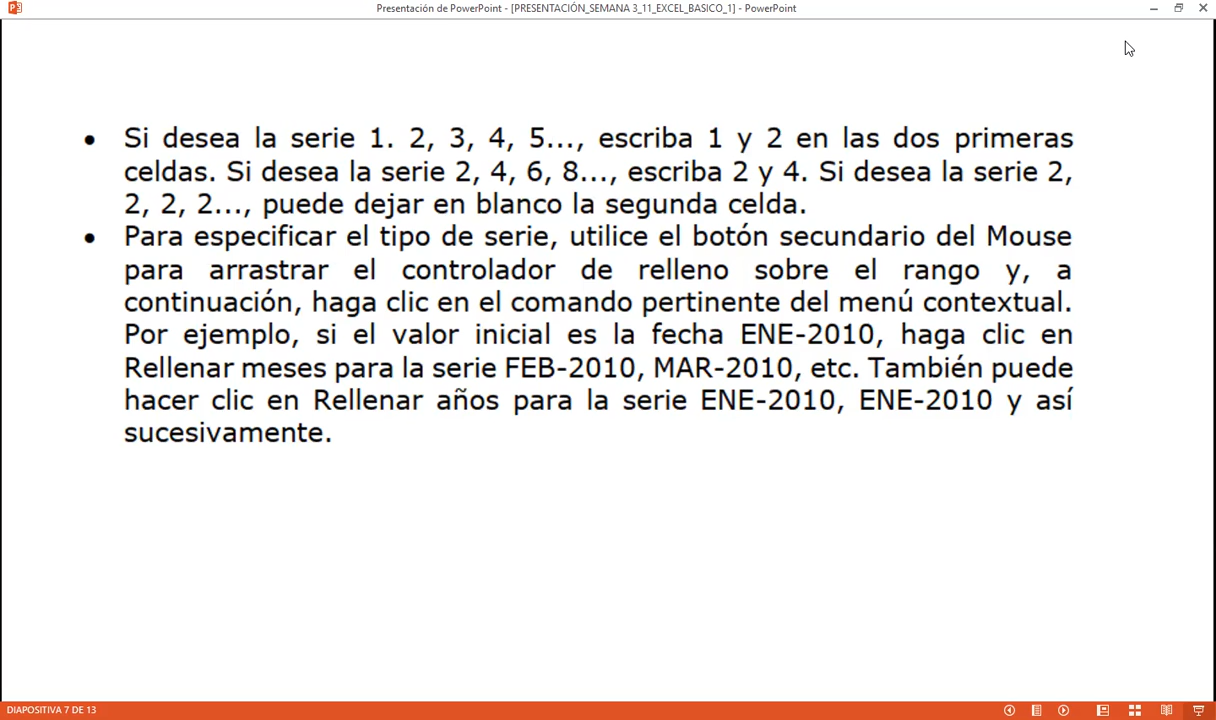 Presentación de PowerPoint - [PRESENTACIÓN_SEMANA 3_11_EXCEL_BASICO_1] - PowerPoint
• Si desea la serie 1. 2, 3, 4, 5..., escriba 1 y 2 en las dos primeras
celdas. Si desea la serie 2, 4, 6, 8..., escriba 2 y 4. Si desea la serie 2,
2, 2, 2..., puede dejar en blanco la segunda celda.
• Para especificar el tipo de serie, utilice el botón secundario del Mouse
para arrastrar el controlador de relleno sobre el rango y, a
continuación, haga clic en el comando pertinente del menú contextual.
Por ejemplo, si el valor inicial es la fecha ENE-2010, haga clic en
Rellenar meses para la serie FEB-2010, MAR-2010, etc. También puede
hacer clic en Rellenar años para la serie ENE-2010, ENE-2010 y así
sucesivamente.
DIAPOSITIVA 7 DE 13